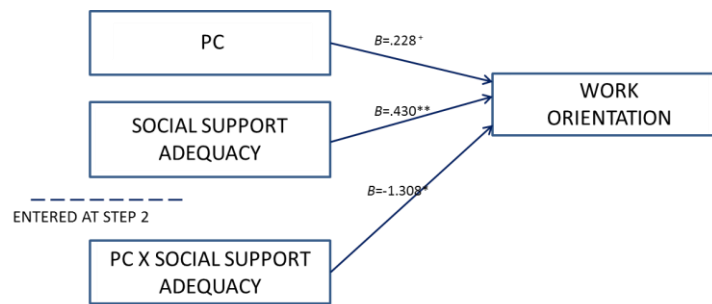 PC
B=.228⁺
SOCIAL SUPPORT
ADEQUACY
B=.430**
WORK
ORIENTATION
ENTERED AT STEP 2
B=-1.308*
PC X SOCIAL SUPPORT
ADEQUACY